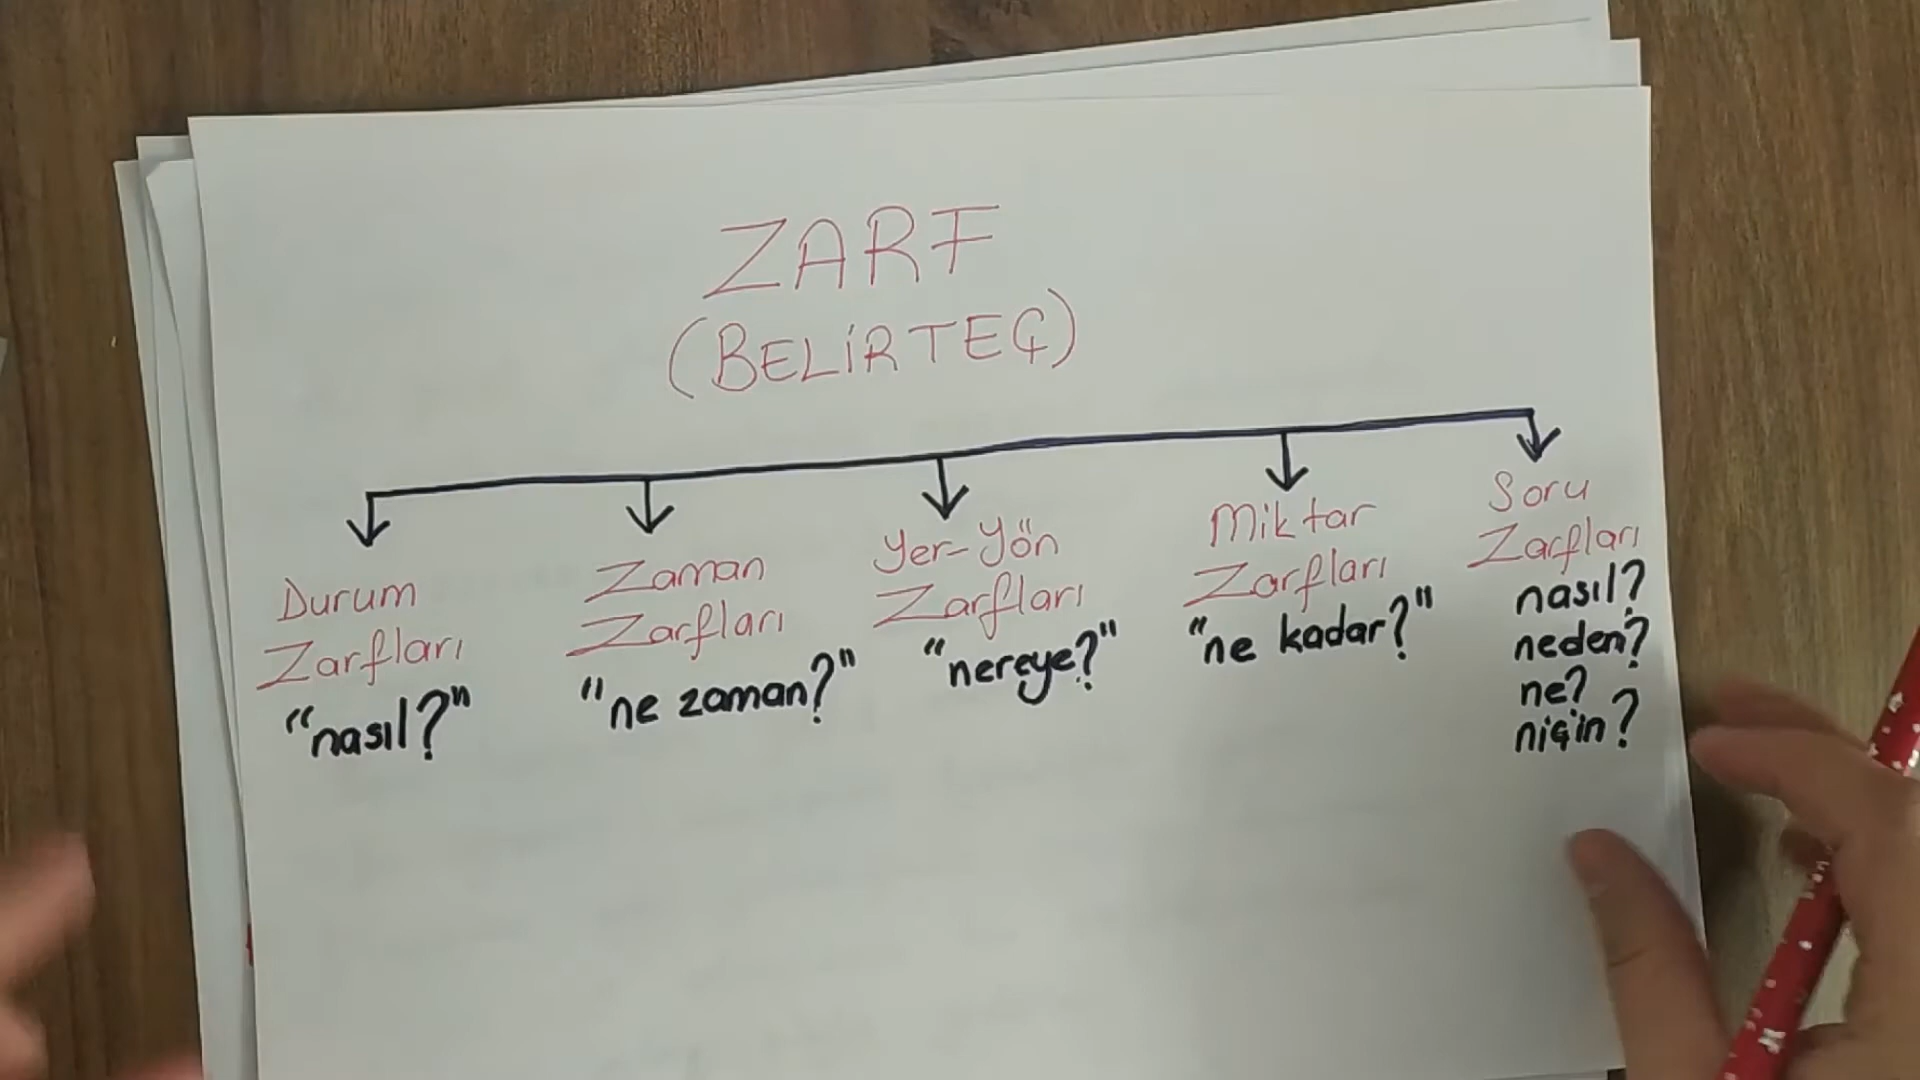 ZARF
(BELİRTEÇ)
Durum
Zarfları
"nasıl?"
Zaman
Zarfları
"ne zaman?"
Yer-Yön
Zarfları
"nereye?"
Miktar
Zarfları
"ne kadar?"
Soru
Zarfları
nasıl?
neden?
ne?
niçin?